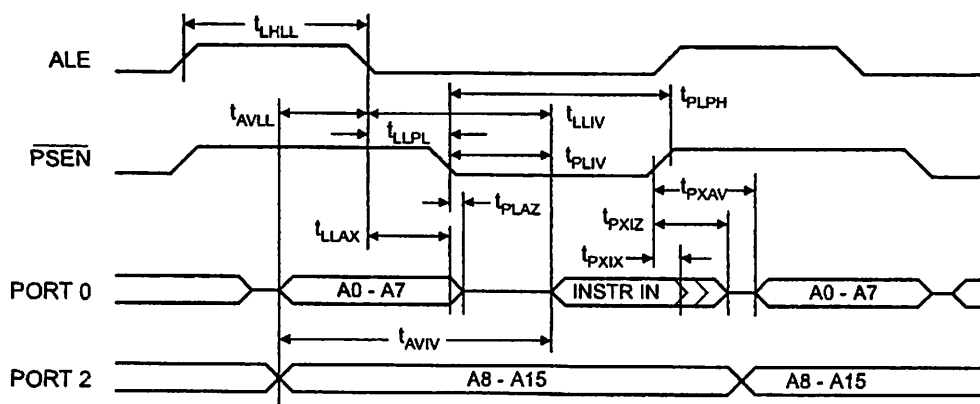 tLHLL
ALE
tAVLL
tLLPL
tLLIV
tPLPH
PSEN
tPLIV
tPLAZ
tPXAV
tLLAX
tPXIZ
tPXIX
PORT 0
A0 - A7
INSTR IN
A0 - A7
tAVIV
PORT 2
A8 - A15
A8 - A15